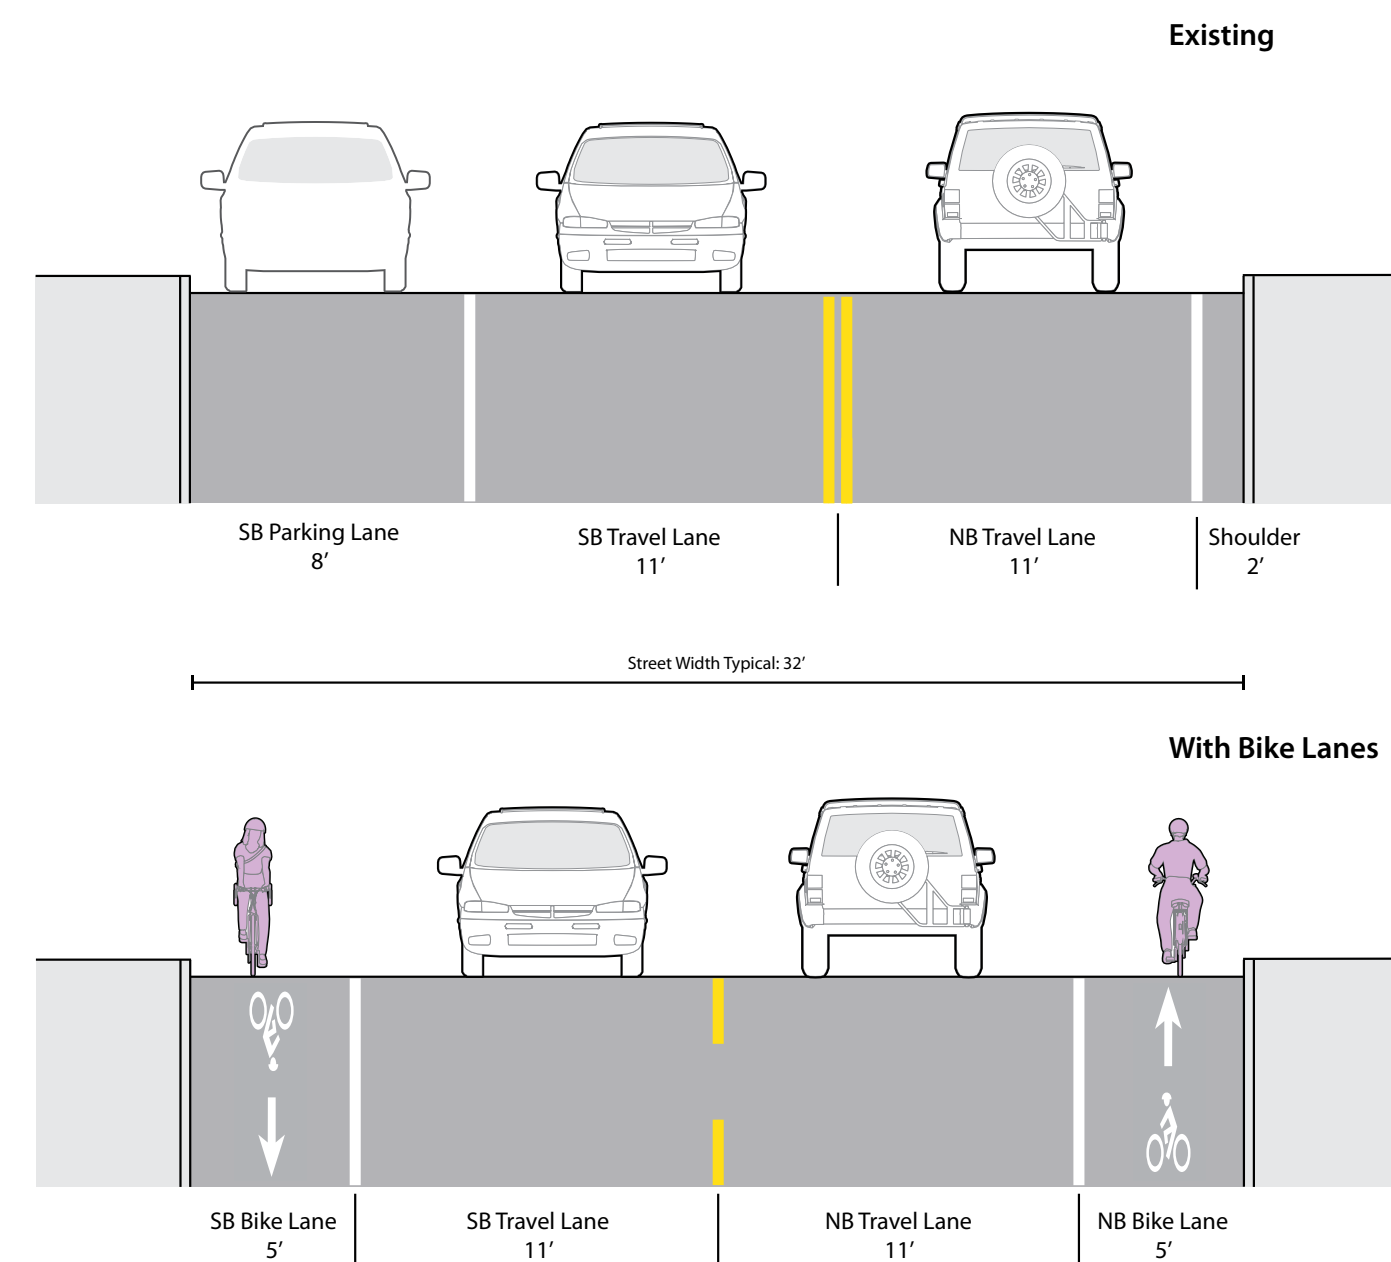 Existing
SB Parking Lane
8’
SB Travel Lane
11’
NB Travel Lane
11’
Shoulder
2’
Street Width Typical: 32’
With Bike Lanes
SB Bike Lane
5’
SB Travel Lane
11’
NB Travel Lane
11’
NB Bike Lane
5’